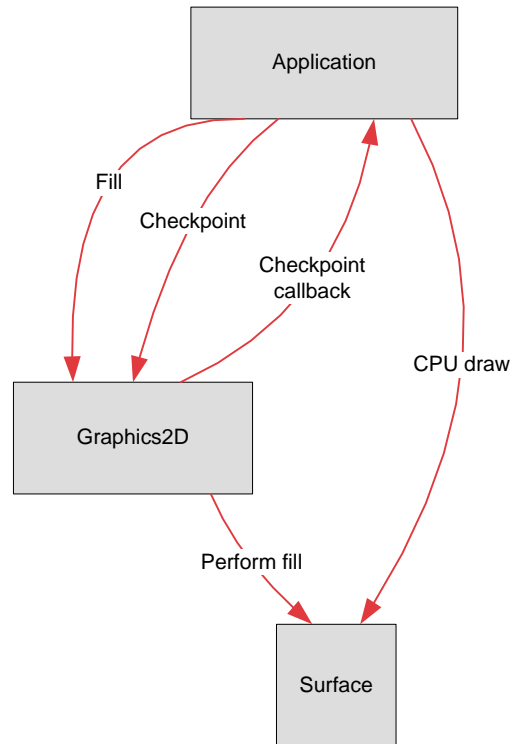 Application
Fill
Checkpoint
Checkpoint
callback
CPU draw
Graphics2D
Perform fill
Surface